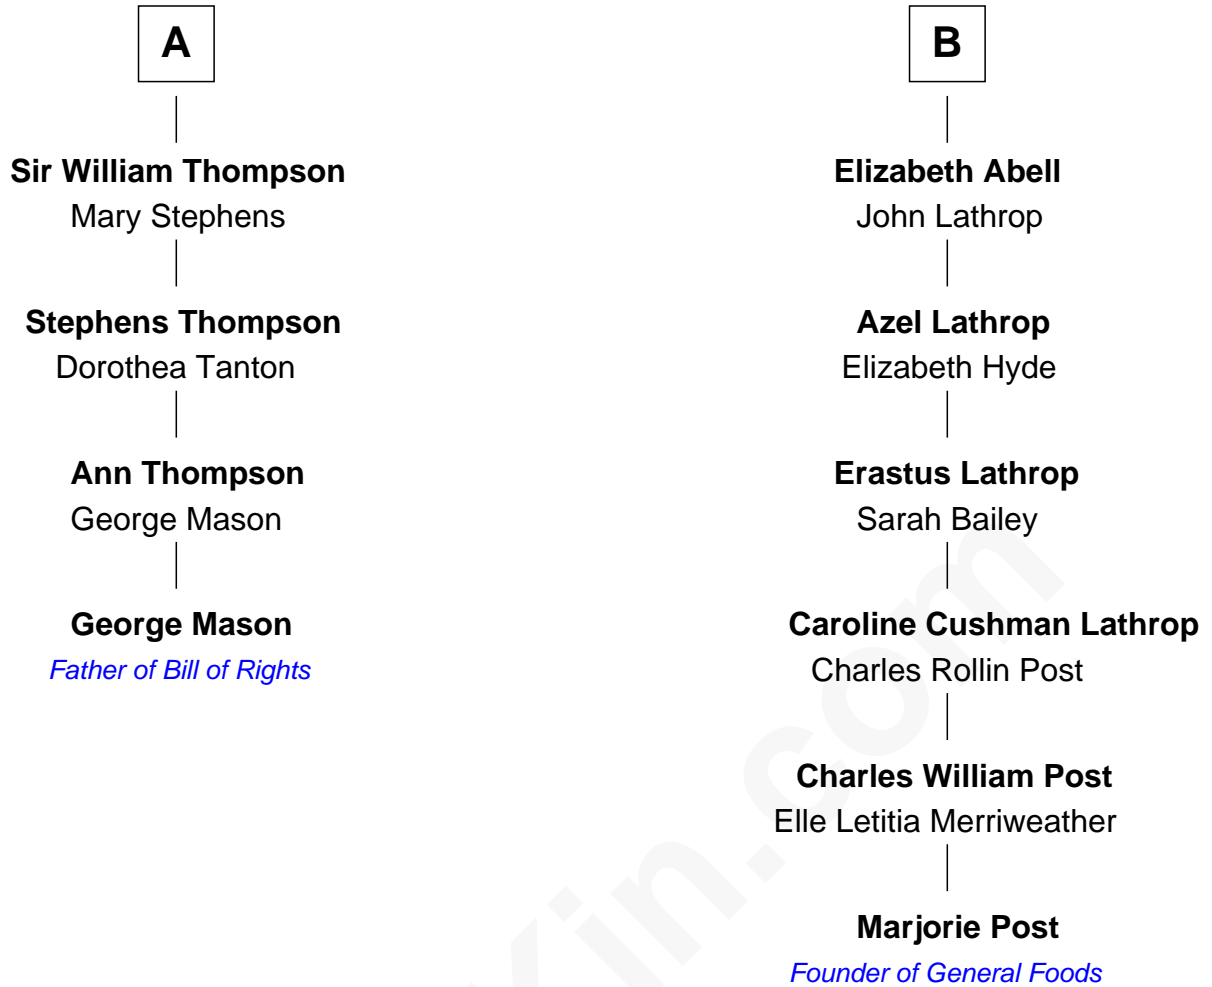 A
Sir William Thompson
Mary Stephens
Stephens Thompson
Dorothea Tanton
Ann Thompson
George Mason
George Mason
Father of Bill of Rights
B
Elizabeth Abell
John Lathrop
Azel Lathrop
Elizabeth Hyde
Erastus Lathrop
Sarah Bailey
Caroline Cushman Lathrop
Charles Rollin Post
Charles William Post
Elle Letitia Merriweather
Marjorie Post
Founder of General Foods
Kin.com